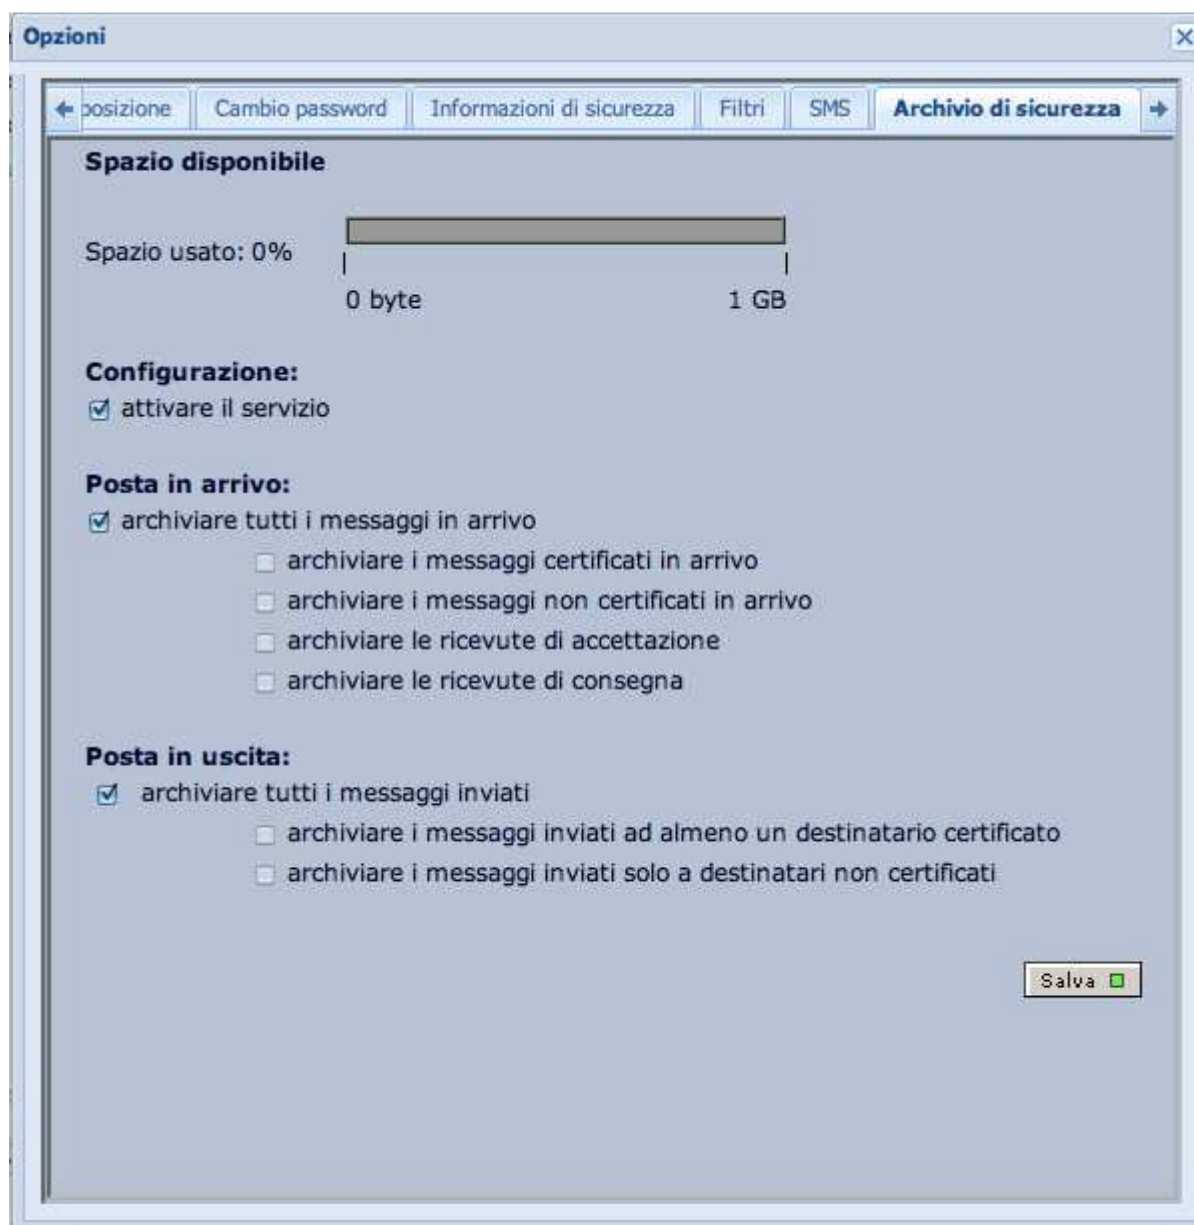 Opzioni
posizione Cambio password Informazioni di sicurezza Filtri SMS Archivio di sicurezza
Spazio disponibile
Spazio usato: 0%
0 byte 1 GB
Configurazione:
attivare il servizio
Posta in arrivo:
archiviare tutti i messaggi in arrivo
archiviare i messaggi certificati in arrivo
archiviare i messaggi non certificati in arrivo
archiviare le ricevute di accettazione
archiviare le ricevute di consegna
Posta in uscita:
archiviare tutti i messaggi inviati
archiviare i messaggi inviati ad almeno un destinatario certificato
archiviare i messaggi inviati solo a destinatari non certificati
Salva